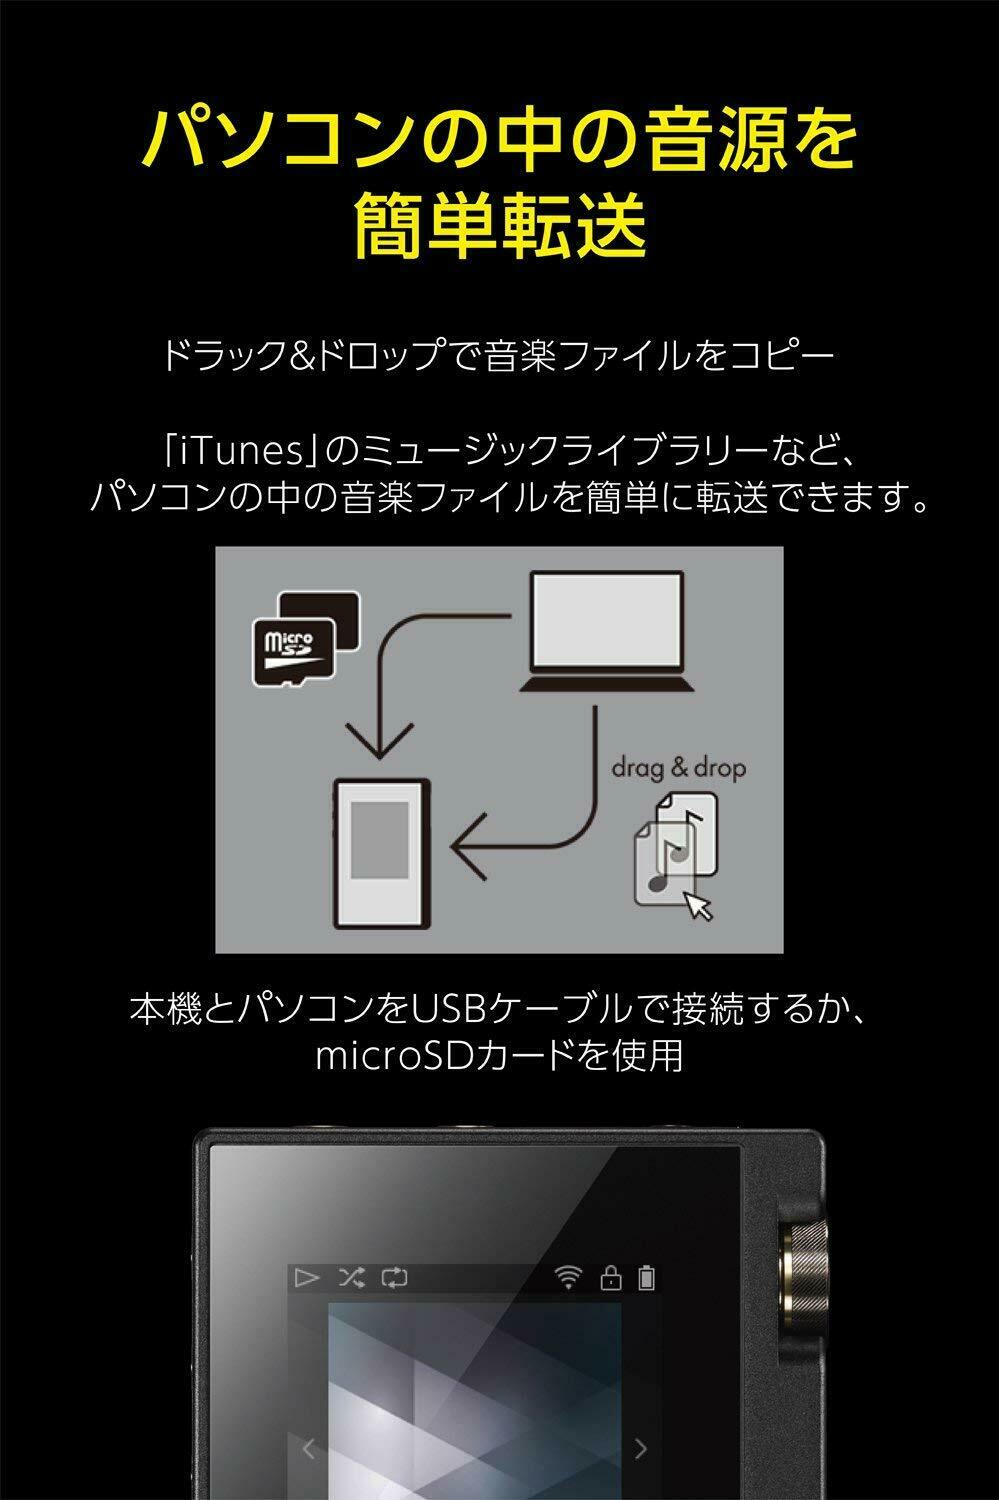 パソコンの中の音源を
簡単転送
ドラック&ドロップで音楽ファイルをコピー
「iTunes」のミュージックライブラリーなど、
パソコンの中の音楽ファイルを簡単に転送できます。
micro
SD
drag & drop
本機とパソコンをUSBケーブルで接続するか、
microSDカードを使用